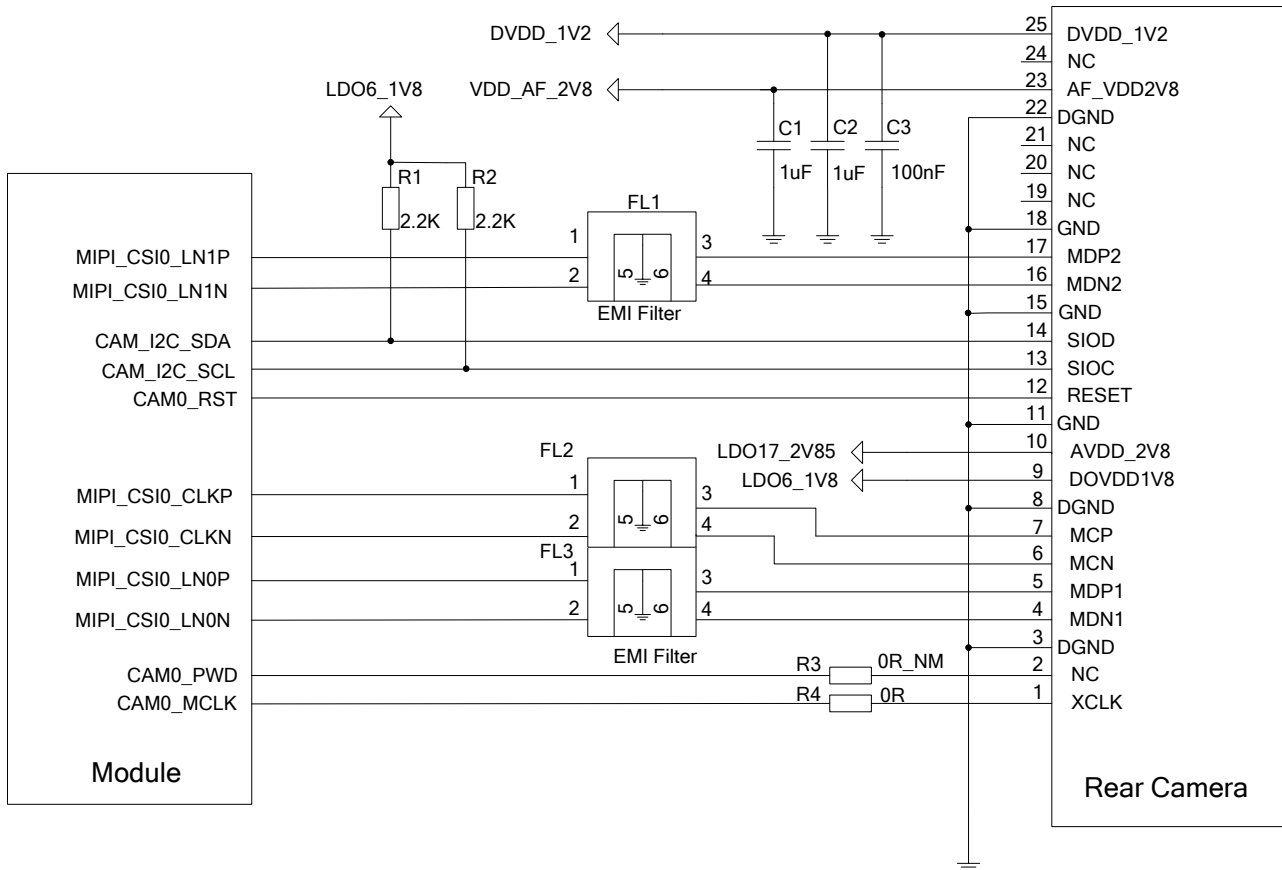 DVDD_1V2
25
DVDD_1V2
24
NC
LDO6_1V8
VDD_AF_2V8
23
AF_VDD2V8
22
DGND
C1
C2
C3
21
NC
1uF
1uF
100nF
20
NC
R1
R2
19
NC
2.2K
2.2K
FL1
18
GND
MIPI_CSI0_LN1P
1
3
17
MDP2
5
6
MIPI_CSI0_LN1N
2
4
16
MDN2
EMI Filter
15
GND
CAM_I2C_SDA
14
SIOD
CAM_I2C_SCL
13
SIOC
CAM0_RST
12
RESET
11
GND
LDO17_2V85
10
AVDD_2V8
FL2
LDO6_1V8
9
DOVDD1V8
MIPI_CSI0_CLKP
1
3
8
DGND
5
6
7
MCP
MIPI_CSI0_CLKN
2
4
6
MCN
FL3
MIPI_CSI0_LN0P
1
3
5
MDP1
5
6
MIPI_CSI0_LN0N
2
4
4
MDN1
EMI Filter
3
DGND
CAM0_PWD
R3
0R_NM
2
NC
CAM0_MCLK
R4
0R
1
XCLK
Module
Rear Camera